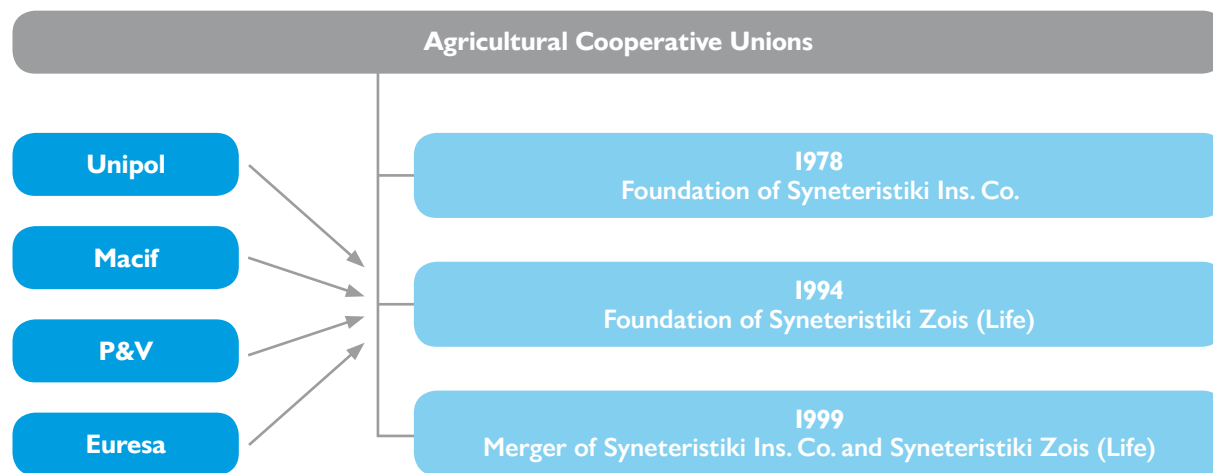 Agricultural Cooperative Unions
Unipol
Macif
P&V
Euresa
1978
Foundation of Syneteristiki Ins. Co.
1994
Foundation of Syneteristiki Zois (Life)
1999
Merger of Syneteristiki Ins. Co. and Syneteristiki Zois (Life)